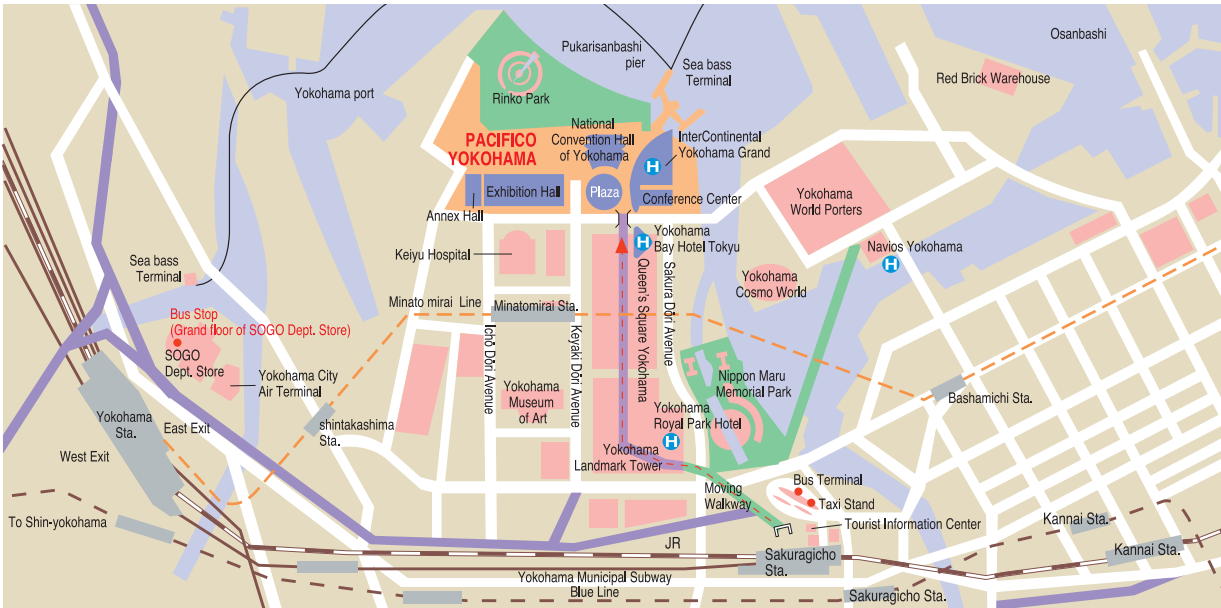 Osanbashi
Pukarisanbashi
pier
Sea bass
Terminal
Red Brick Warehouse
Yokohama port
Rinko Park
National
Convention Hall
of Yokohama
PACIFICO
YOKOHAMA
InterContinental
Yokohama Grand
H
Exhibition Hall
Plaza
Conference Center
Yokohama
World Porters
Annex Hall
Yokohama
Bay Hotel Tokyu
H
Keiyu Hospital
Navios Yokohama
H
Sea bass
Terminal
Yokohama
Cosmo World
Queen's Square Yokohama
Sakura Dōri Avenue
Minato mirai Line
Minatomirai Sta.
Bus Stop
(Grand floor of SOGO Dept. Store)
SOGO
Dept. Store
Ichō Dōri Avenue
Keyaki Dōri Avenue
Yokohama City
Air Terminal
Nippon Maru
Memorial Park
Yokohama
Museum
of Art
Bashamichi Sta.
Yokohama
Royal Park Hotel
H
Yokohama
Sta.
East Exit
shintakashima
Sta.
West Exit
Yokohama
Landmark Tower
Bus Terminal
Taxi Stand
Moving
Walkway
Tourist Information Center
To Shin-yokohama
Kannai Sta.
JR
Kannai Sta.
Sakuragicho
Sta.
Yokohama Municipal Subway
Blue Line
Sakuragicho Sta.